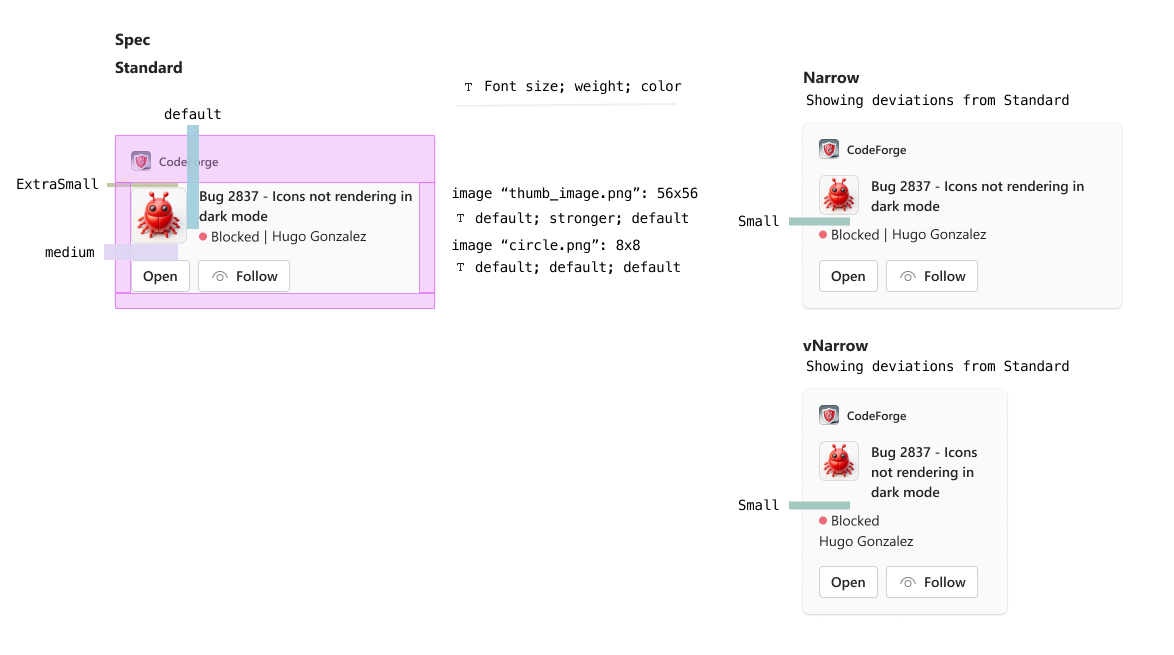 Spec
Standard
T Font size; weight; color
default
CodeForge
ExtraSmall
Bug 2837 - Icons not rendering in
dark mode
Blocked | Hugo Gonzalez
medium
Open
Follow
image “thumb_image.png”: 56x56
T default; stronger; default
image “circle.png”: 8x8
T default; default; default
Narrow
Showing deviations from Standard
CodeForge
Bug 2837 - Icons not rendering in
dark mode
Small
Blocked | Hugo Gonzalez
Open
Follow
vNarrow
Showing deviations from Standard
CodeForge
Bug 2837 - Icons
not rendering in
dark mode
Small
Blocked
Hugo Gonzalez
Open
Follow